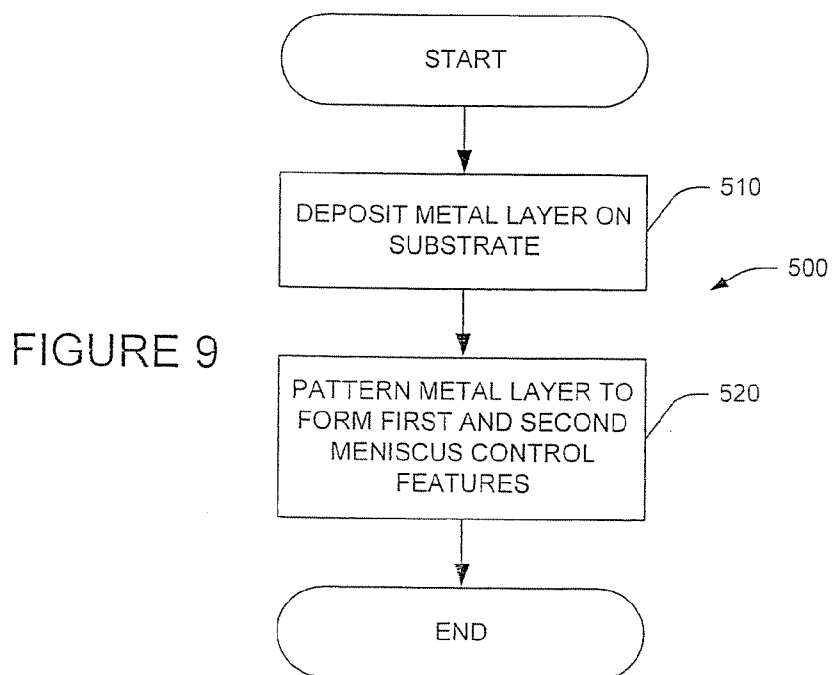 START
DEPOSIT METAL LAYER ON
SUBSTRATE
510
500
FIGURE 9
PATTERN METAL LAYER TO
FORM FIRST AND SECOND
MENISCUS CONTROL
FEATURES
520
END